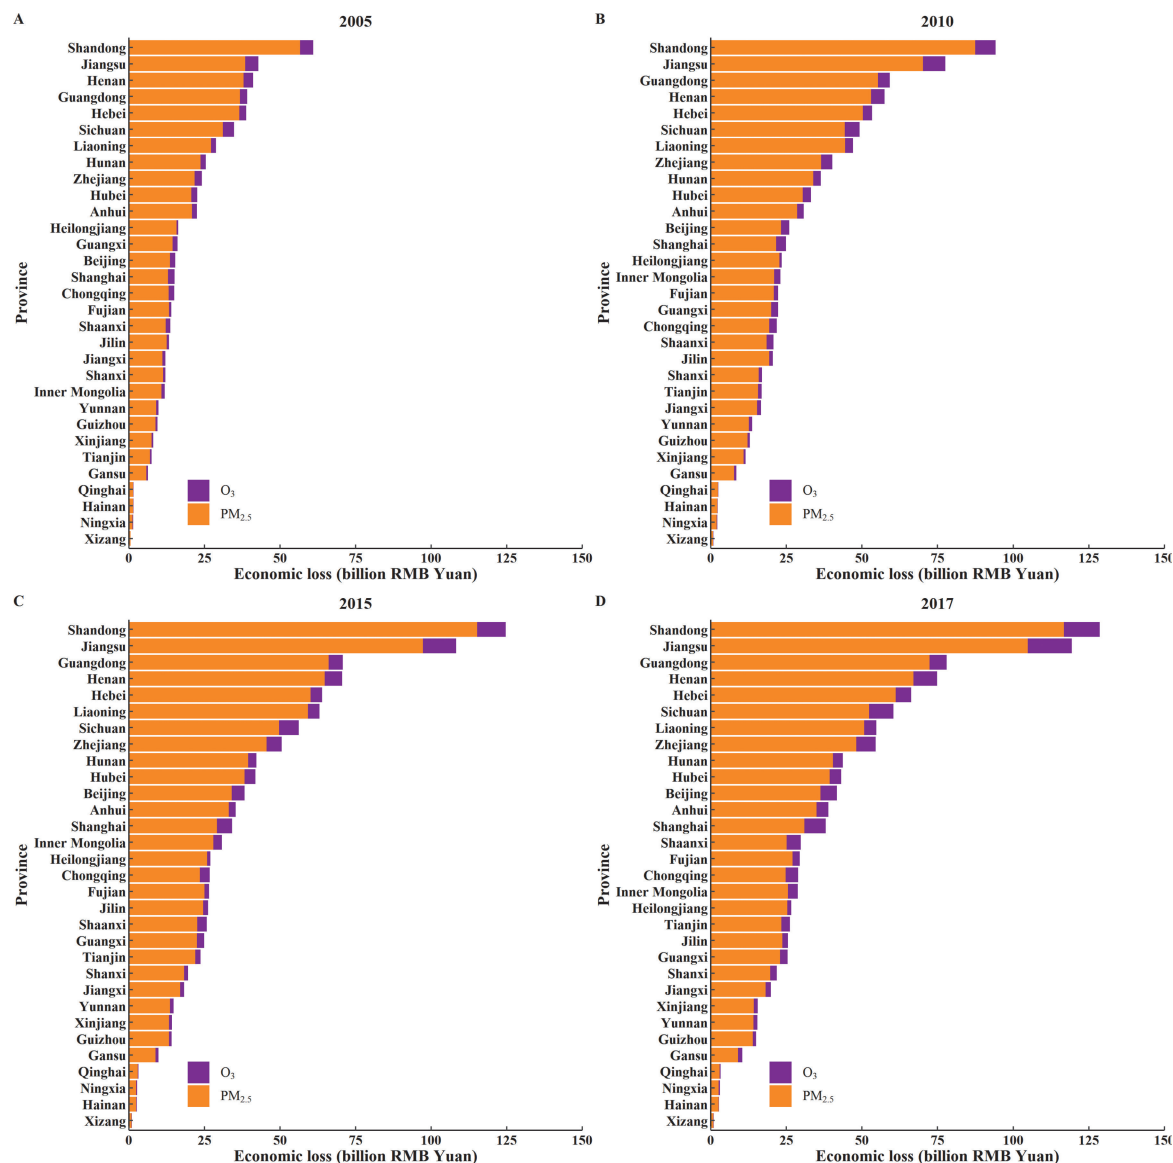 A
2005
Shandong
Jiangsu
Henan
Guangdong
Hebei
Sichuan
Liaoning
Hunan
Zhejiang
Hubei
Anhui
Heilongjiang
Guangxi
Beijing
Shanghai
Chongqing
Fujian
Shaanxi
Jilin
Jiangxi
Shanxi
Inner Mongolia
Yunnan
Guizhou
Xinjiang
Tianjin
Gansu
Qinghai
Hainan
Ningxia
Xizang
Province
O₃
PM₂.₅
0 25 50 75 100 125 150
Economic loss (billion RMB Yuan)
B
2010
Shandong
Jiangsu
Guangdong
Henan
Hebei
Sichuan
Liaoning
Zhejiang
Hunan
Hubei
Anhui
Beijing
Shanghai
Heilongjiang
Inner Mongolia
Fujian
Guangxi
Chongqing
Shaanxi
Jilin
Shanxi
Tianjin
Jiangxi
Yunnan
Guizhou
Xinjiang
Gansu
Qinghai
Hainan
Ningxia
Xizang
Province
O₃
PM₂.₅
0 25 50 75 100 125 150
Economic loss (billion RMB Yuan)
C
2015
Shandong
Jiangsu
Guangdong
Henan
Hebei
Liaoning
Sichuan
Zhejiang
Hunan
Hubei
Beijing
Anhui
Shanghai
Inner Mongolia
Heilongjiang
Chongqing
Fujian
Jilin
Shaanxi
Guangxi
Tianjin
Shanxi
Jiangxi
Yunnan
Xinjiang
Guizhou
Gansu
Qinghai
Ningxia
Hainan
Xizang
Province
O₃
PM₂.₅
0 25 50 75 100 125 150
Economic loss (billion RMB Yuan)
D
2017
Shandong
Jiangsu
Guangdong
Henan
Hebei
Sichuan
Liaoning
Zhejiang
Hunan
Hubei
Beijing
Anhui
Shanghai
Shaanxi
Fujian
Chongqing
Inner Mongolia
Heilongjiang
Tianjin
Jilin
Guangxi
Shanxi
Jiangxi
Xinjiang
Yunnan
Guizhou
Gansu
Qinghai
Ningxia
Hainan
Xizang
Province
O₃
PM₂.₅
0 25 50 75 100 125 150
Economic loss (billion RMB Yuan)